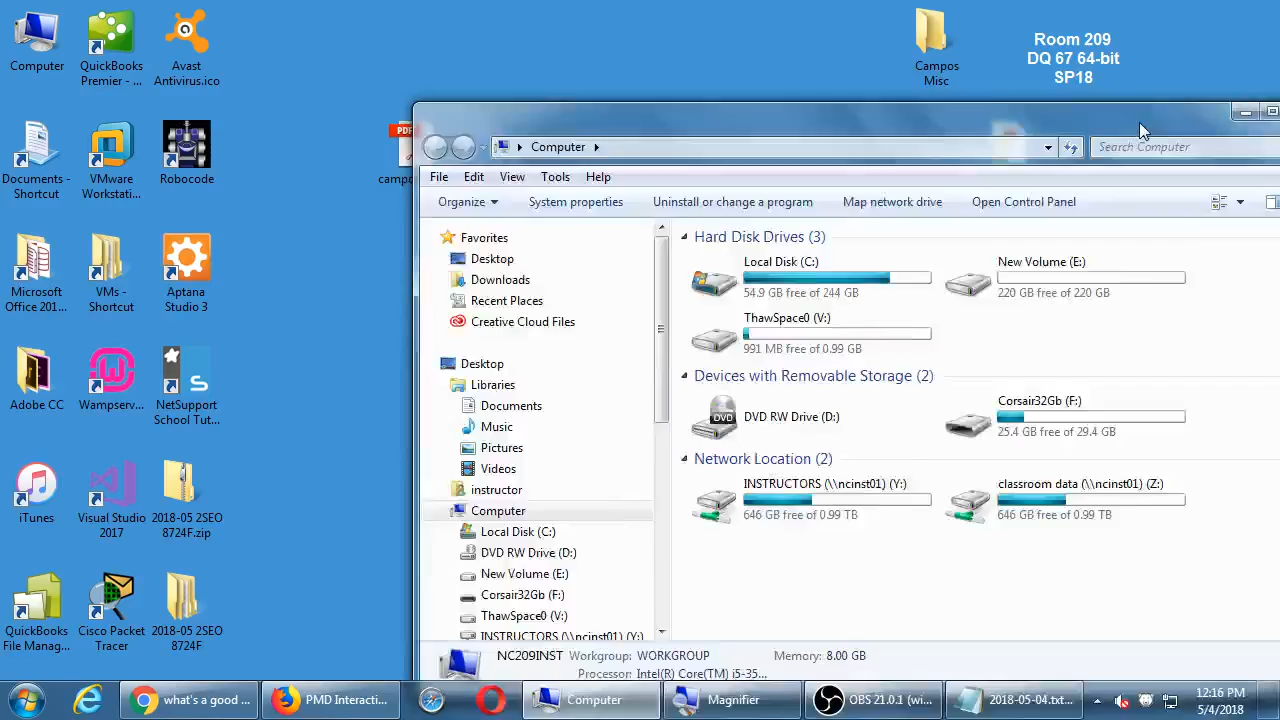 Computer
QuickBooks
Premier - ...
Avast
Antivirus.ico
Campos
Misc
Room 209
DQ 67 64-bit
SP18
Documents -
Shortcut
VMware
Workstati...
Robocode
PDF
campo
Microsoft
Office 201...
VMs -
Shortcut
Aptana
Studio 3
Adobe CC
Wampserv...
NetSupport
School Tut...
iTunes
Visual Studio
2017
2018-05 2SEO
8724F.zip
QuickBooks
File Manag...
Cisco Packet
Tracer
2018-05 2SEO
8724F
Computer
Search Computer
File Edit View Tools Help
Organize System properties Uninstall or change a program Map network drive Open Control Panel
Favorites
Desktop
Downloads
Recent Places
Creative Cloud Files
Desktop
Libraries
Documents
Music
Pictures
Videos
instructor
Computer
Local Disk (C:)
DVD RW Drive (D:)
New Volume (E:)
Corsair32Gb (F:)
ThawSpace0 (V:)
INSTRUCTORS (\\ncinst01) (Y:)
Hard Disk Drives (3)
Local Disk (C:)
54.9 GB free of 244 GB
New Volume (E:)
220 GB free of 220 GB
ThawSpace0 (V:)
991 MB free of 0.99 GB
Devices with Removable Storage (2)
DVD
DVD RW Drive (D:)
Corsair32Gb (F:)
25.4 GB free of 29.4 GB
Network Location (2)
INSTRUCTORS (\\ncinst01) (Y:)
646 GB free of 0.99 TB
classroom data (\\ncinst01) (Z:)
646 GB free of 0.99 TB
NC209INST Workgroup: WORKGROUP Memory: 8.00 GB
Processor: Intel(R) Core(TM) i5-35...
what's a good ...
PMD Interacti...
Computer
Magnifier
OBS 21.0.1 (wi...
2018-05-04.txt...
12:16 PM
5/4/2018